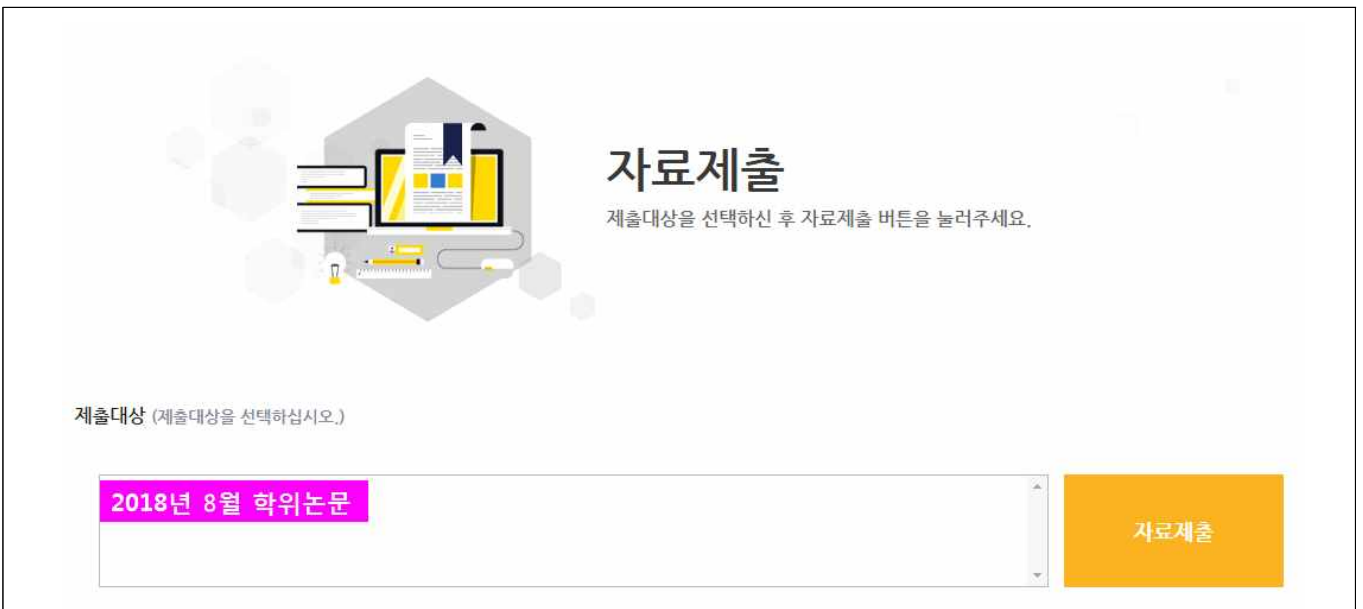 자료제출
제출대상을 선택하신 후 자료제출 버튼을 눌러주세요.
제출대상 (제출대상을 선택하십시오.)
2018년 8월 학위논문
자료제출